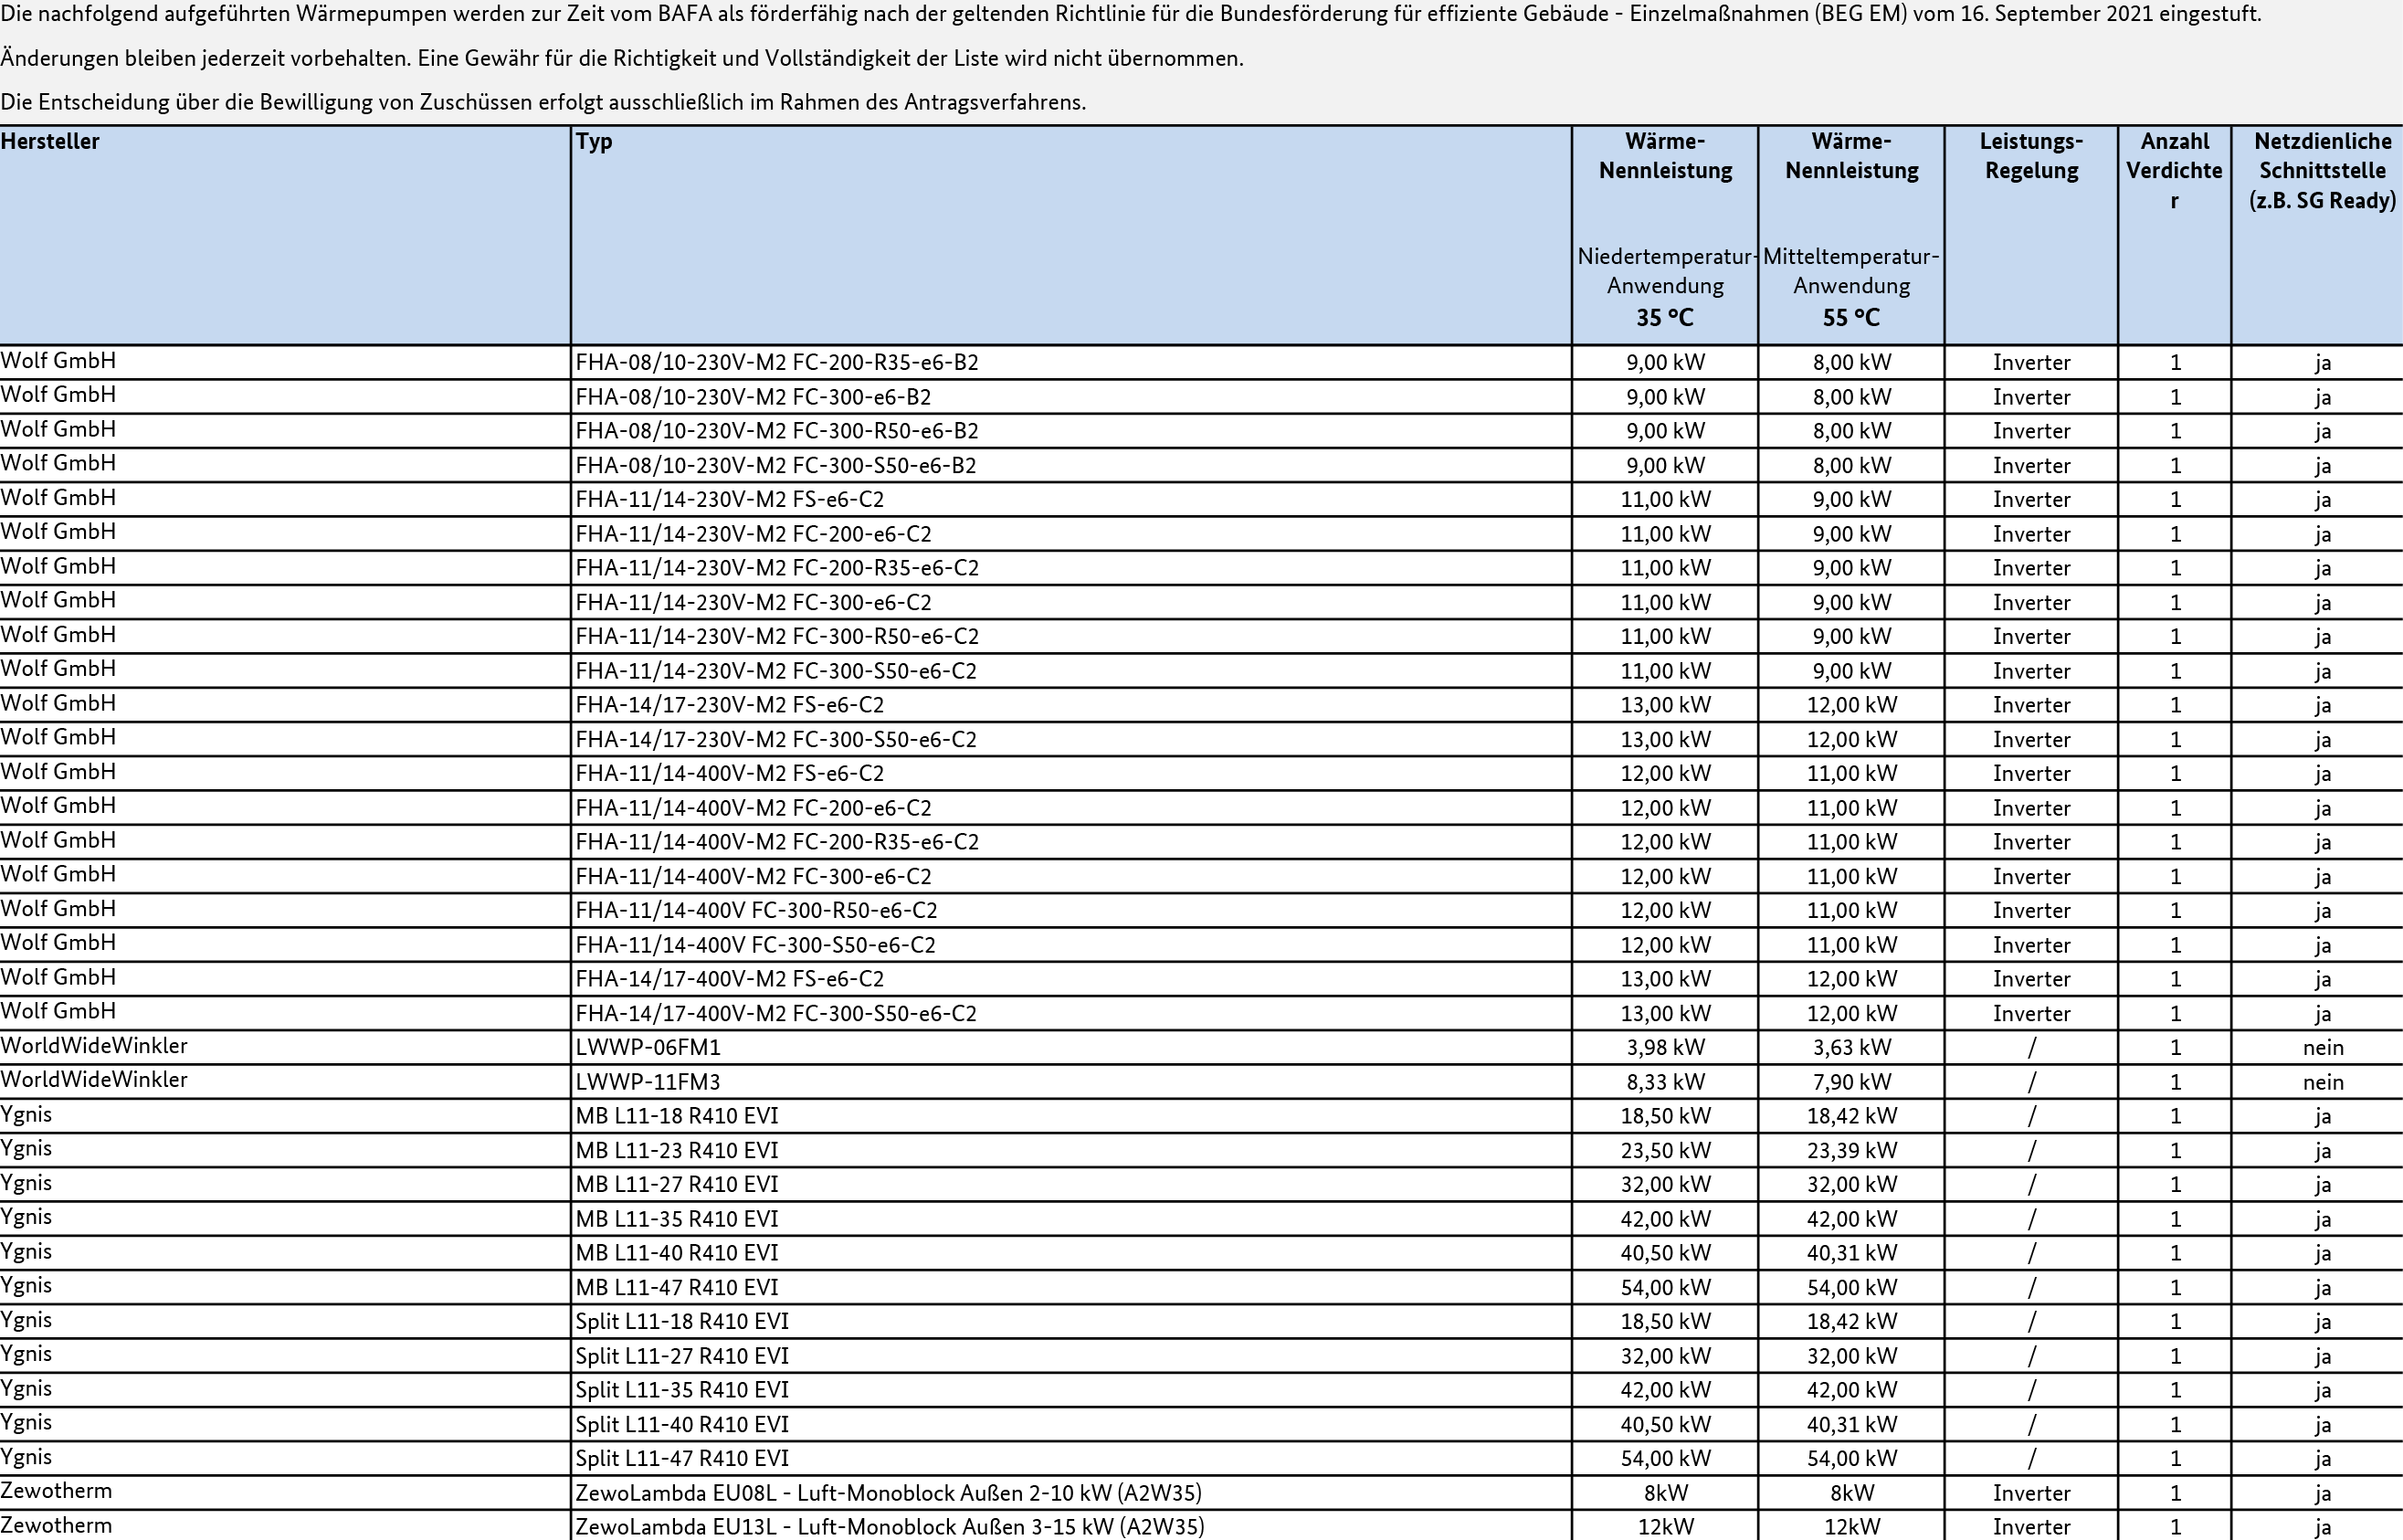 Die nachfolgend aufgeführten Wärmepumpen werden zur Zeit vom BAFA als förderfähig nach der geltenden Richtlinie für die Bundesförderung für effiziente Gebäude - Einzelmaßnahmen (BEG EM) vom 16. September 2021 eingestuft.
Änderungen bleiben jederzeit vorbehalten. Eine Gewähr für die Richtigkeit und Vollständigkeit der Liste wird nicht übernommen.
Die Entscheidung über die Bewilligung von Zuschüssen erfolgt ausschließlich im Rahmen des Antragsverfahrens.
Hersteller Typ Wärme- Wärme- Leistungs- Anzahl Netzdienliche
Nennleistung Nennleistung Regelung Verdichte Schnittstelle
r (z.B. SG Ready)
Niedertemperatur- Mitteltemperatur-
Anwendung Anwendung
35 °C 55 °C
Wolf GmbH FHA-08/10-230V-M2 FC-200-R35-e6-B2 9,00 kW 8,00 kW Inverter 1 ja
Wolf GmbH FHA-08/10-230V-M2 FC-300-e6-B2 9,00 kW 8,00 kW Inverter 1 ja
Wolf GmbH FHA-08/10-230V-M2 FC-300-R50-e6-B2 9,00 kW 8,00 kW Inverter 1 ja
Wolf GmbH FHA-08/10-230V-M2 FC-300-S50-e6-B2 9,00 kW 8,00 kW Inverter 1 ja
Wolf GmbH FHA-11/14-230V-M2 FS-e6-C2 11,00 kW 9,00 kW Inverter 1 ja
Wolf GmbH FHA-11/14-230V-M2 FC-200-e6-C2 11,00 kW 9,00 kW Inverter 1 ja
Wolf GmbH FHA-11/14-230V-M2 FC-200-R35-e6-C2 11,00 kW 9,00 kW Inverter 1 ja
Wolf GmbH FHA-11/14-230V-M2 FC-300-e6-C2 11,00 kW 9,00 kW Inverter 1 ja
Wolf GmbH FHA-11/14-230V-M2 FC-300-R50-e6-C2 11,00 kW 9,00 kW Inverter 1 ja
Wolf GmbH FHA-11/14-230V-M2 FC-300-S50-e6-C2 11,00 kW 9,00 kW Inverter 1 ja
Wolf GmbH FHA-14/17-230V-M2 FS-e6-C2 13,00 kW 12,00 kW Inverter 1 ja
Wolf GmbH FHA-14/17-230V-M2 FC-300-S50-e6-C2 13,00 kW 12,00 kW Inverter 1 ja
Wolf GmbH FHA-11/14-400V-M2 FS-e6-C2 12,00 kW 11,00 kW Inverter 1 ja
Wolf GmbH FHA-11/14-400V-M2 FC-200-e6-C2 12,00 kW 11,00 kW Inverter 1 ja
Wolf GmbH FHA-11/14-400V-M2 FC-200-R35-e6-C2 12,00 kW 11,00 kW Inverter 1 ja
Wolf GmbH FHA-11/14-400V-M2 FC-300-e6-C2 12,00 kW 11,00 kW Inverter 1 ja
Wolf GmbH FHA-11/14-400V FC-300-R50-e6-C2 12,00 kW 11,00 kW Inverter 1 ja
Wolf GmbH FHA-11/14-400V FC-300-S50-e6-C2 12,00 kW 11,00 kW Inverter 1 ja
Wolf GmbH FHA-14/17-400V-M2 FS-e6-C2 13,00 kW 12,00 kW Inverter 1 ja
Wolf GmbH FHA-14/17-400V-M2 FC-300-S50-e6-C2 13,00 kW 12,00 kW Inverter 1 ja
WorldWideWinkler LWWP-06FM1 3,98 kW 3,63 kW / 1 nein
WorldWideWinkler LWWP-11FM3 8,33 kW 7,90 kW / 1 nein
Ygnis MB L11-18 R410 EVI 18,50 kW 18,42 kW / 1 ja
Ygnis MB L11-23 R410 EVI 23,50 kW 23,39 kW / 1 ja
Ygnis MB L11-27 R410 EVI 32,00 kW 32,00 kW / 1 ja
Ygnis MB L11-35 R410 EVI 42,00 kW 42,00 kW / 1 ja
Ygnis MB L11-40 R410 EVI 40,50 kW 40,31 kW / 1 ja
Ygnis MB L11-47 R410 EVI 54,00 kW 54,00 kW / 1 ja
Ygnis Split L11-18 R410 EVI 18,50 kW 18,42 kW / 1 ja
Ygnis Split L11-27 R410 EVI 32,00 kW 32,00 kW / 1 ja
Ygnis Split L11-35 R410 EVI 42,00 kW 42,00 kW / 1 ja
Ygnis Split L11-40 R410 EVI 40,50 kW 40,31 kW / 1 ja
Ygnis Split L11-47 R410 EVI 54,00 kW 54,00 kW / 1 ja
Zewotherm ZewoLambda EU08L - Luft-Monoblock Außen 2-10 kW (A2W35) 8kW 8kW Inverter 1 ja
Zewotherm ZewoLambda EU13L - Luft-Monoblock Außen 3-15 kW (A2W35) 12kW 12kW Inverter 1 ja